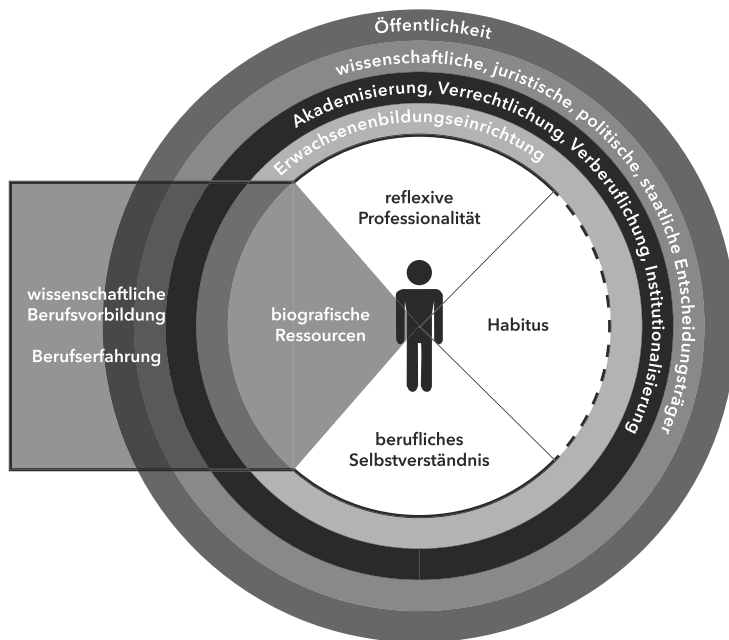 Öffentlichkeit
wissenschaftliche, juristische, politische, staatliche Entscheidungsträger
Akademisierung, Verrechtlichung, Verberuflichung, Institutionalisierung
Erwachsenenbildungseinrichtung
reflexive
Professionalität
wissenschaftliche
Berufsvorbildung
Berufserfahrung
biografische
Ressourcen
Habitus
berufliches
Selbstverständnis